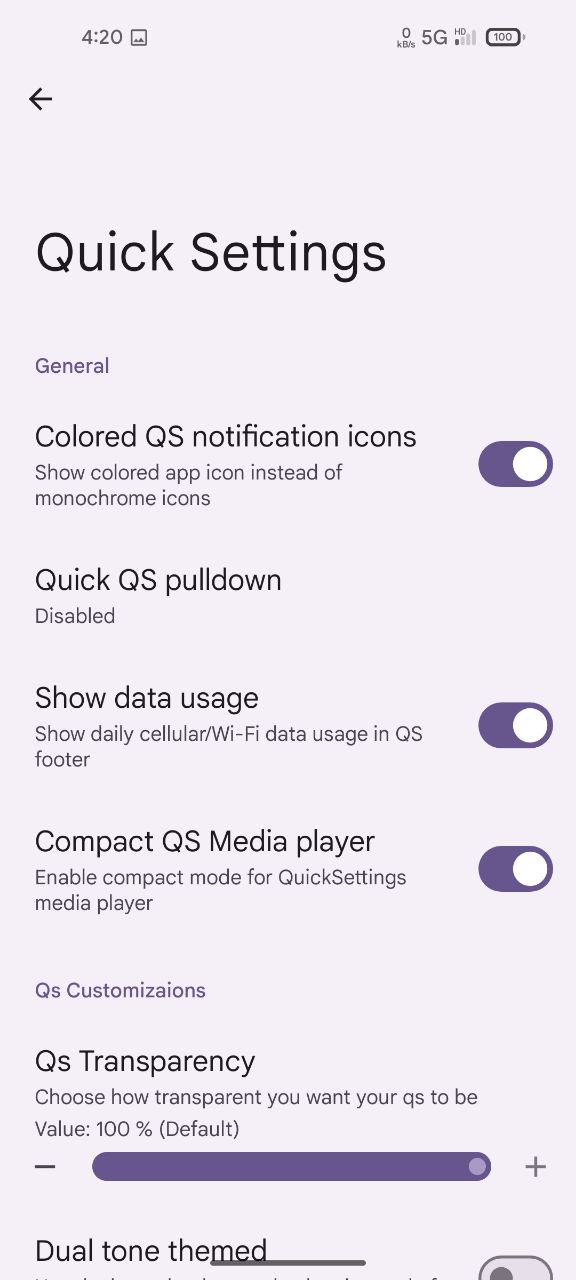 4:20
0 kB/s 5G HD 100
Quick Settings
General
Colored QS notification icons
Show colored app icon instead of
monochrome icons
Quick QS pulldown
Disabled
Show data usage
Show daily cellular/Wi-Fi data usage in QS
footer
Compact QS Media player
Enable compact mode for QuickSettings
media player
Qs Customizaions
Qs Transparency
Choose how transparent you want your qs to be
Value: 100 % (Default)
Dual tone themed